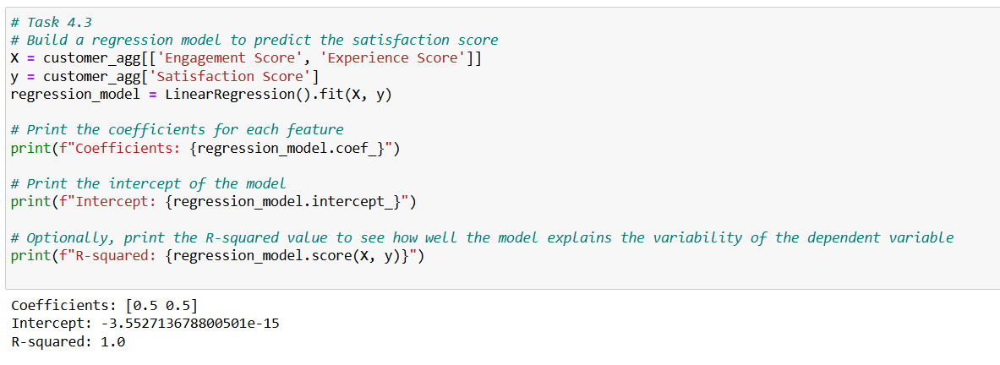 # Task 4.3
# Build a regression model to predict the satisfaction score
X = customer_agg[['Engagement Score', 'Experience Score']]
y = customer_agg['Satisfaction Score']
regression_model = LinearRegression().fit(X, y)
# Print the coefficients for each feature
print(f"Coefficients: {regression_model.coef_}")
# Print the intercept of the model
print(f"Intercept: {regression_model.intercept_}")
# Optionally, print the R-squared value to see how well the model explains the variability of the dependent variable
print(f"R-squared: {regression_model.score(X, y)}")
Coefficients: [0.5 0.5]
Intercept: -3.552713678800501e-15
R-squared: 1.0